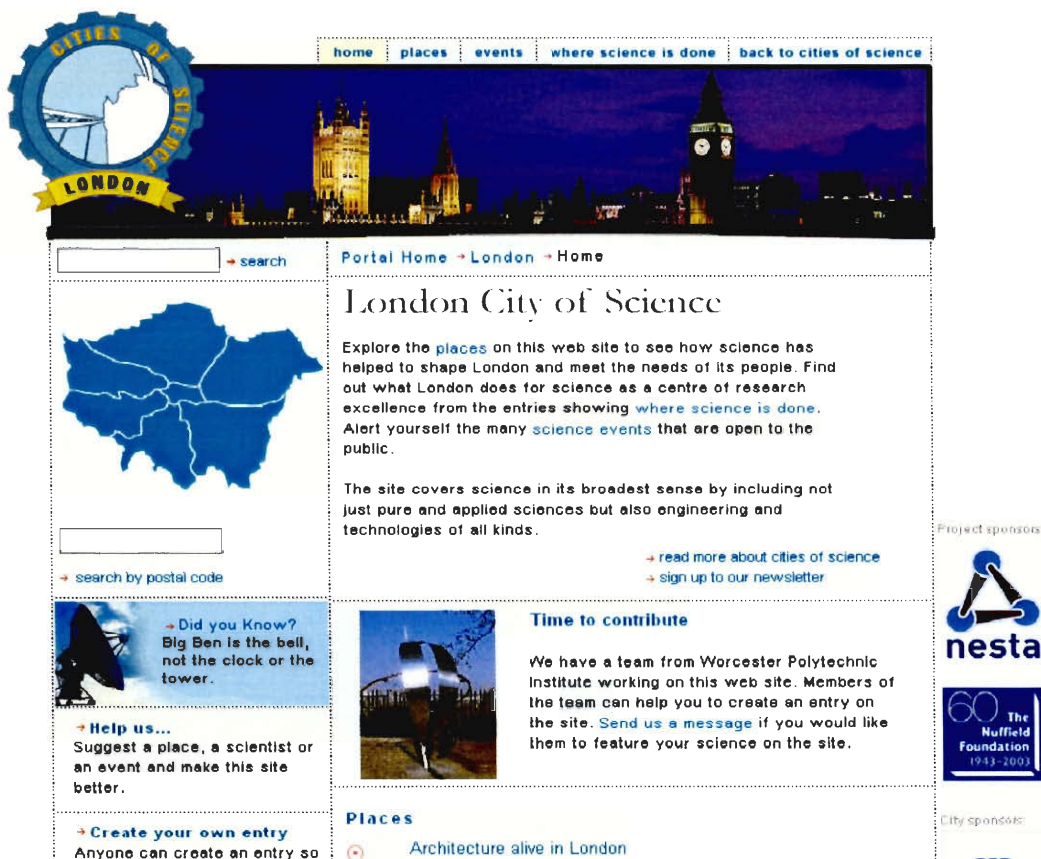 CITIES OF SCIENCE
LONDON
home places events where science is done back to cities of science
search
Portal Home → London → Home
London City of Science
Explore the places on this web site to see how science has
helped to shape London and meet the needs of its people. Find
out what London does for science as a centre of research
excellence from the entries showing where science is done.
Alert yourself the many science events that are open to the
public.
The site covers science in its broadest sense by including not
just pure and applied sciences but also engineering and
technologies of all kinds.
→ read more about cities of science
→ sign up to our newsletter
→ search by postal code
→ Did you Know?
Big Ben is the bell,
not the clock or the
tower.
→ Help us...
Suggest a place, a scientist or
an event and make this site
better.
→ Create your own entry
Anyone can create an entry so
Time to contribute
We have a team from Worcester Polytechnic
Institute working on this web site. Members of
the team can help you to create an entry on
the site. Send us a message if you would like
them to feature your science on the site.
Places
Architecture alive in London
Project sponsors
nesta
60
The
Nuffield
Foundation
1943-2003
City sponsors: